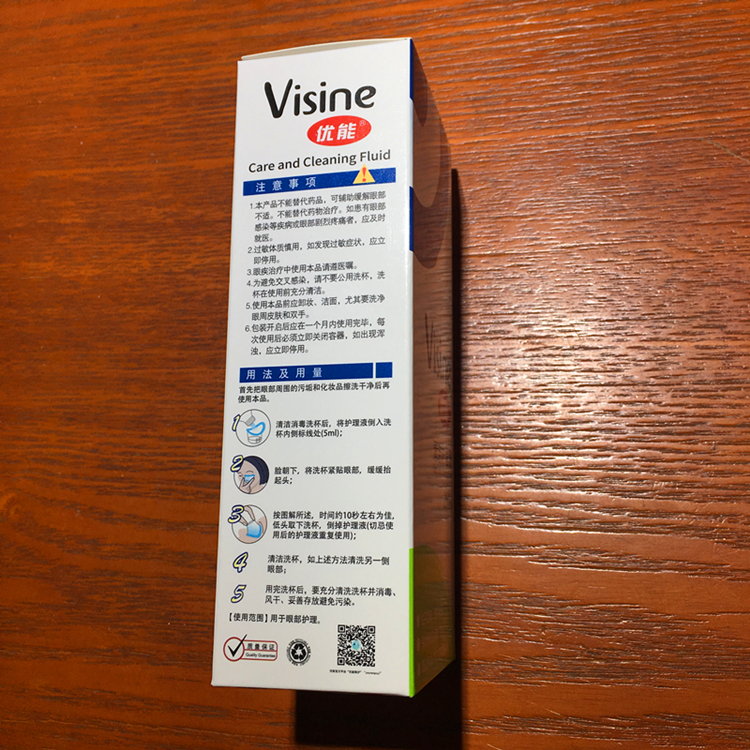 Visine
优能®
Care and Cleaning Fluid
注意事项
1.本产品不能替代药品，可辅助缓解眼部
不适。不能替代药物治疗。如患有眼部
感染等疾病或眼部剧烈疼痛者，应及时
就医。
2.过敏体质慎用，如发现过敏症状，应立
即停用。
3.眼疾治疗中使用本品请遵医嘱。
4.为避免交叉感染，请不要公用洗杯，洗
杯在使用前充分清洁。
5.使用本品前应卸妆、洁面，尤其要洗净
眼周皮肤和双手。
6.包装开启后应在一个月内使用完毕，每
次使用后必须立即关闭容器，如出现浑
浊，应立即停用。
用法及用量
首先把眼部周围的污垢和化妆品擦洗干净后再
使用本品。
1 清洁消毒洗杯后，将护理液倒入洗
杯内侧标线处(5ml)；
2 脸朝下，将洗杯紧贴眼部，缓缓抬
起头；
3 按图解所述，时间约10秒左右为佳，
低头取下洗杯，倒掉护理液(切忌使
用后的护理液重复使用)；
4 清洁洗杯，如上述方法清洗另一侧
眼部；
5 用完洗杯后，要充分清洗洗杯并消毒、
风干、妥善存放避免污染。
【使用范围】用于眼部护理。
质量保证
Quality Guarantee